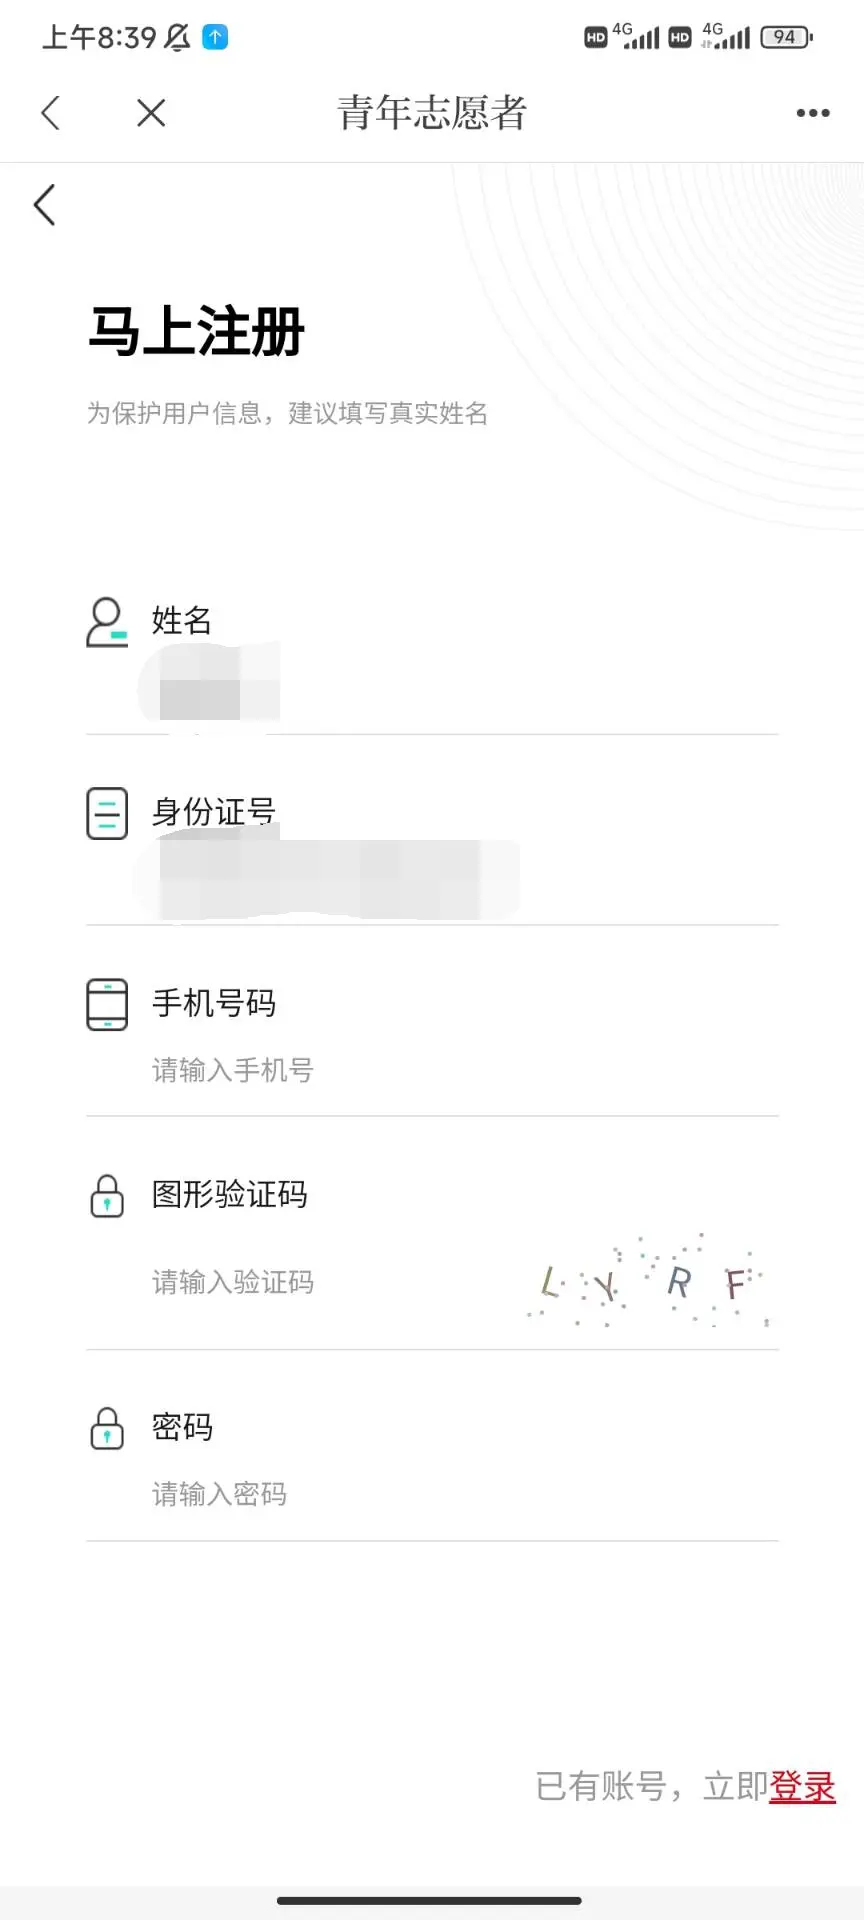 上午8:39
HD 4G HD 4G 94
青年志愿者
马上注册
为保护用户信息，建议填写真实姓名
姓名
身份证号
手机号码
请输入手机号
图形验证码
请输入验证码
L Y R F
密码
请输入密码
已有账号，立即登录